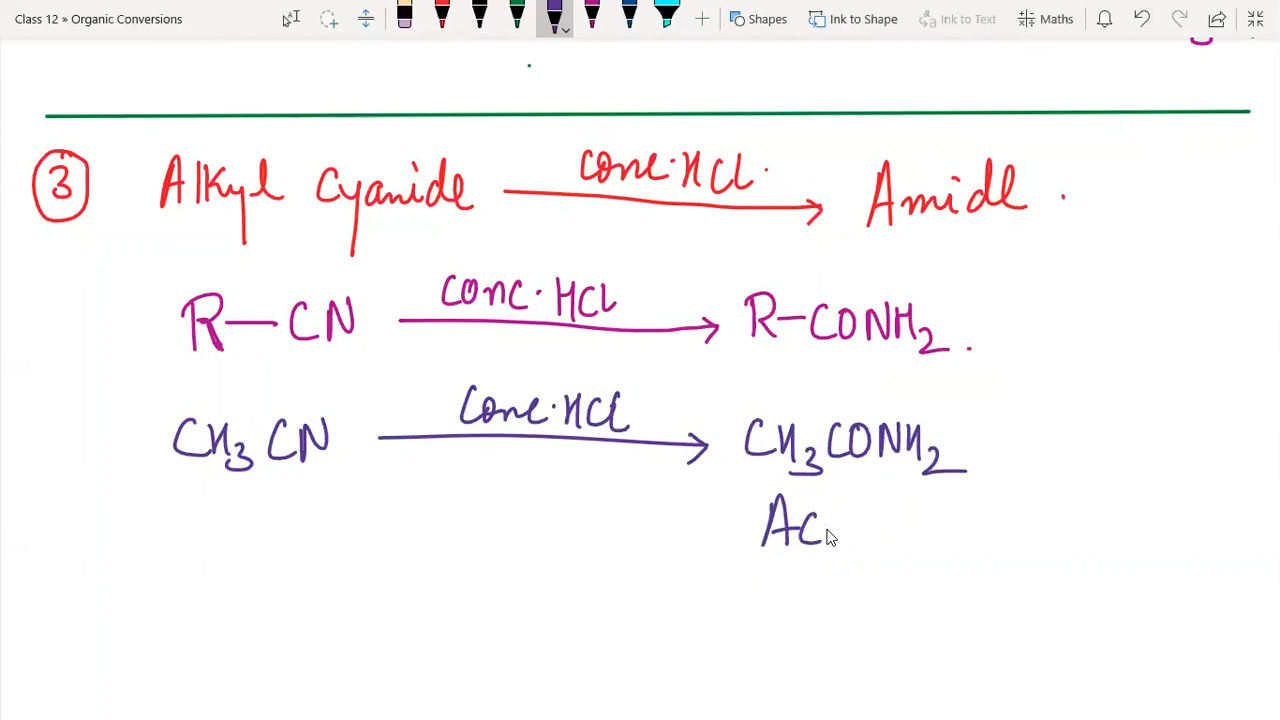 Class 12 » Organic Conversions
Shapes
Ink to Shape
Ink to Text
Maths
3 Alkyl Cyanide conc·HCl. → Amide.
R—CN conc·HCl → R—CONH₂.
CH₃CN conc·HCl → CH₃CONH₂
AC